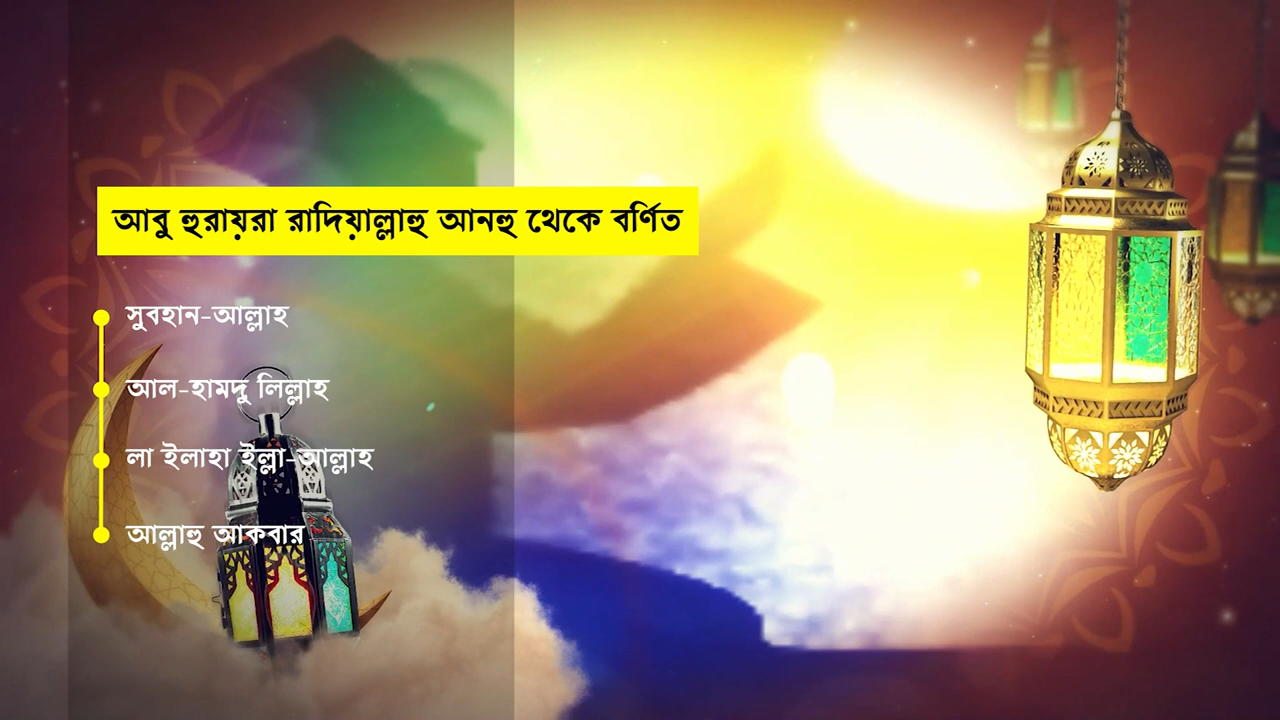 আবু হুরায়রা রাদিয়াল্লাহু আনহু থেকে বর্ণিত
সুবহান-আল্লাহ
আল-হামদু লিল্লাহ
লা ইলাহা ইল্লা-আল্লাহ
আল্লাহু আকবার